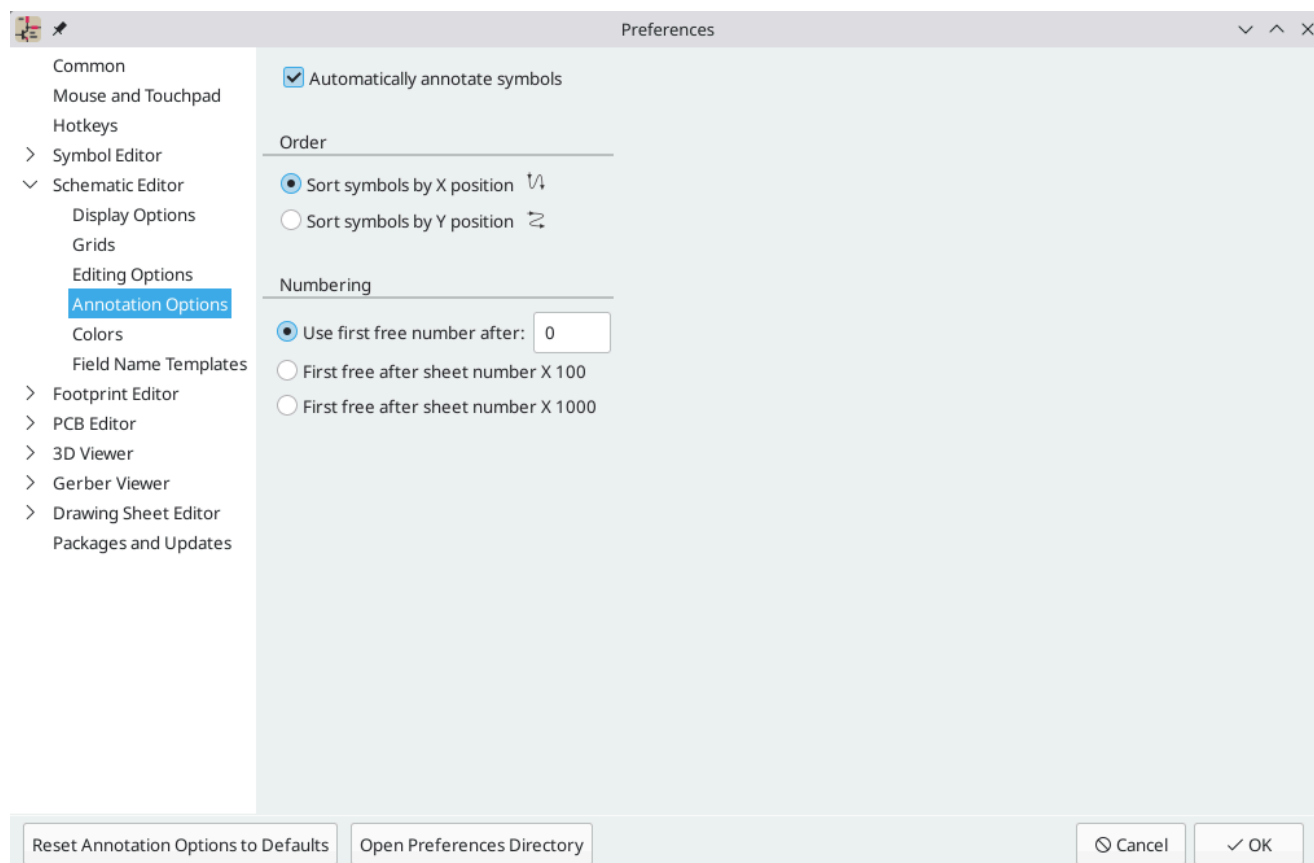 Preferences
Common
Mouse and Touchpad
Hotkeys
Symbol Editor
Schematic Editor
Display Options
Grids
Editing Options
Annotation Options
Colors
Field Name Templates
Footprint Editor
PCB Editor
3D Viewer
Gerber Viewer
Drawing Sheet Editor
Packages and Updates
Automatically annotate symbols
Order
Sort symbols by X position
Sort symbols by Y position
Numbering
Use first free number after: 0
First free after sheet number X 100
First free after sheet number X 1000
Reset Annotation Options to Defaults
Open Preferences Directory
Cancel
OK